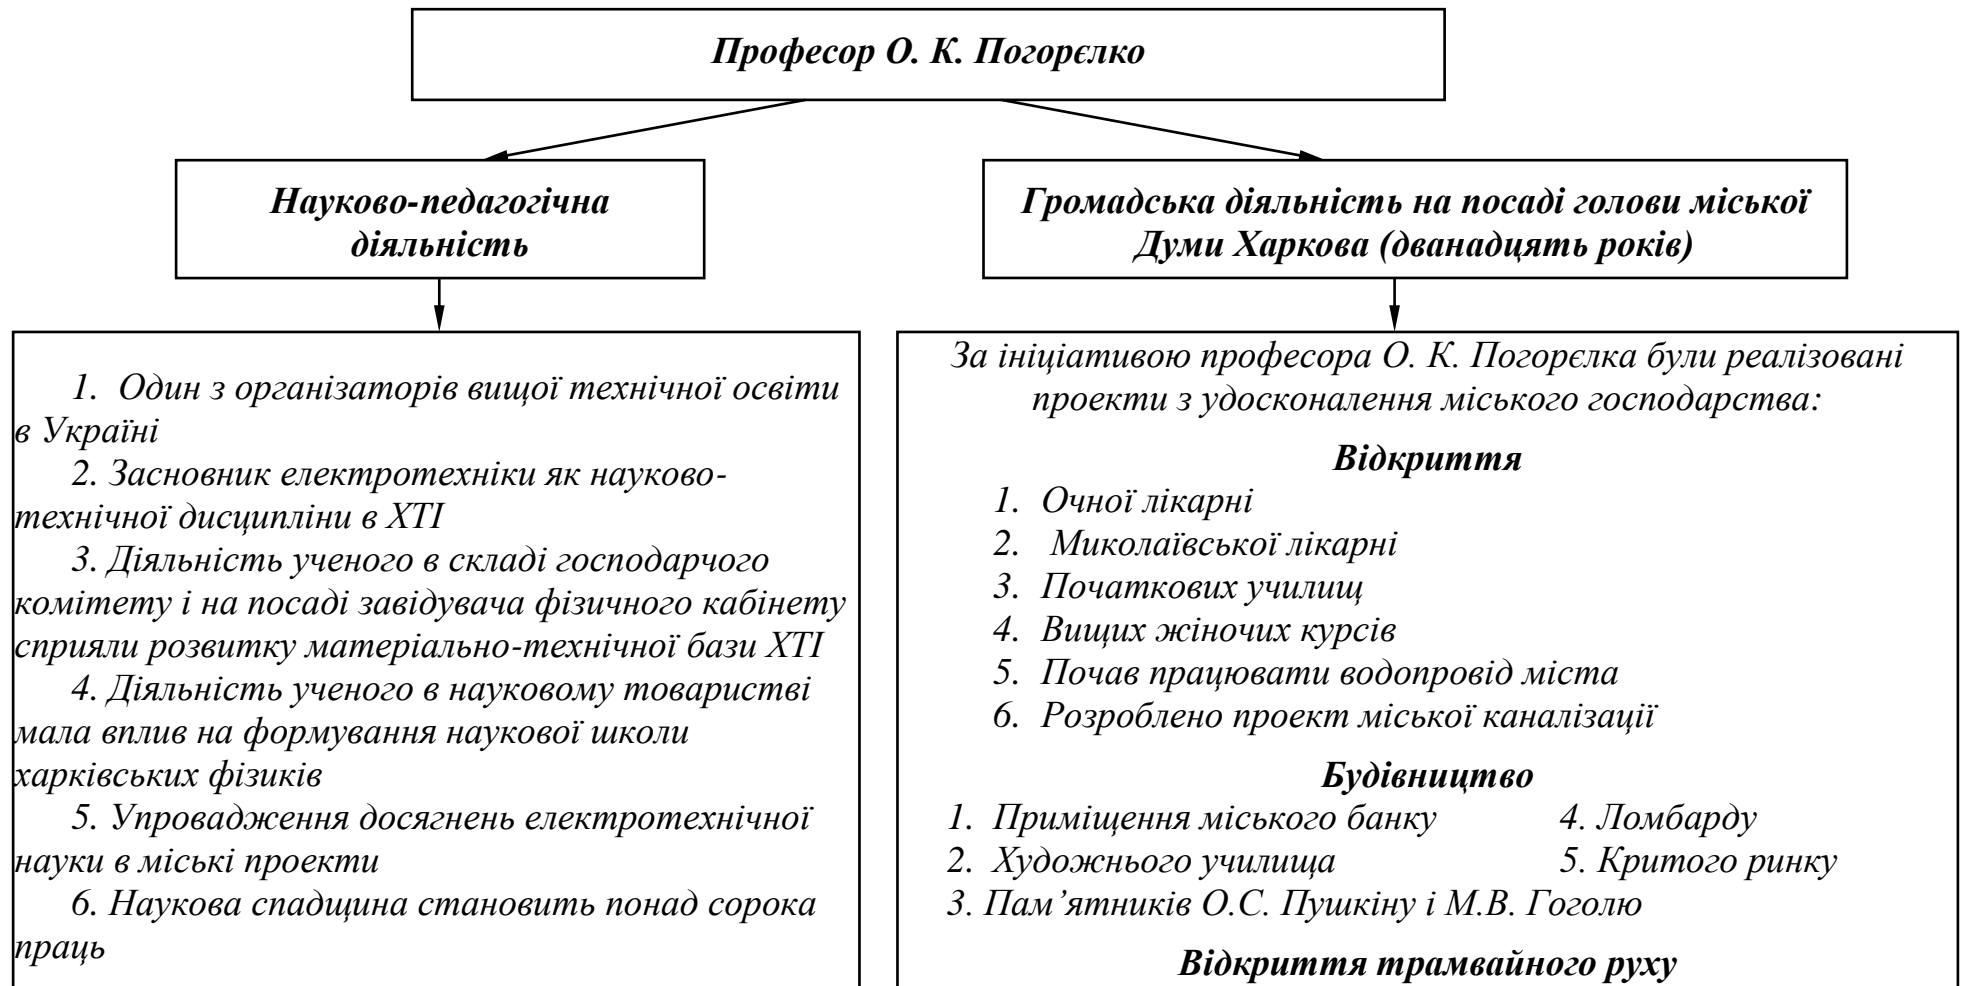 Професор О. К. Погорєлко
Науково-педагогічна
діяльність
Громадська діяльність на посаді голови міської
Думи Харкова (дванадцять років)
1. Один з організаторів вищої технічної освіти
в Україні
2. Засновник електротехніки як науково-
технічної дисципліни в ХТІ
3. Діяльність ученого в складі господарчого
комітету і на посаді завідувача фізичного кабінету
сприяли розвитку матеріально-технічної бази ХТІ
4. Діяльність ученого в науковому товаристві
мала вплив на формування наукової школи
харківських фізиків
5. Упровадження досягнень електротехнічної
науки в міські проекти
6. Наукова спадщина становить понад сорока
праць
За ініціативою професора О. К. Погорєлка були реалізовані
проекти з удосконалення міського господарства:
Відкриття
1. Очної лікарні
2. Миколаївської лікарні
3. Початкових училищ
4. Вищих жіночих курсів
5. Почав працювати водопровід міста
6. Розроблено проект міської каналізації
Будівництво
1. Приміщення міського банку 4. Ломбарду
2. Художнього училища 5. Критого ринку
3. Пам’ятників О.С. Пушкіну і М.В. Гоголю
Відкриття трамвайного руху